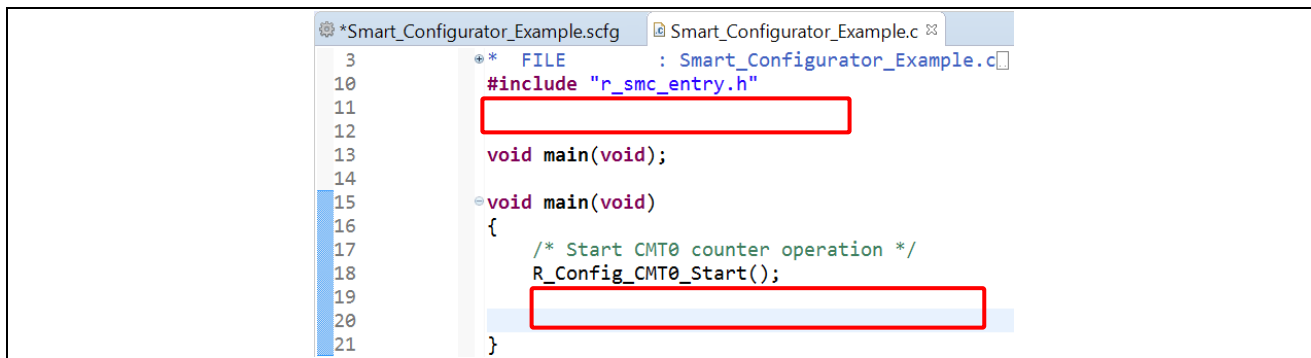 *Smart_Configurator_Example.scfg Smart_Configurator_Example.c
3 * FILE : Smart_Configurator_Example.c
10 #include "r_smc_entry.h"
11
12
13 void main(void);
14
15 void main(void)
16 {
17 /* Start CMT0 counter operation */
18 R_Config_CMT0_Start();
19
20
21 }